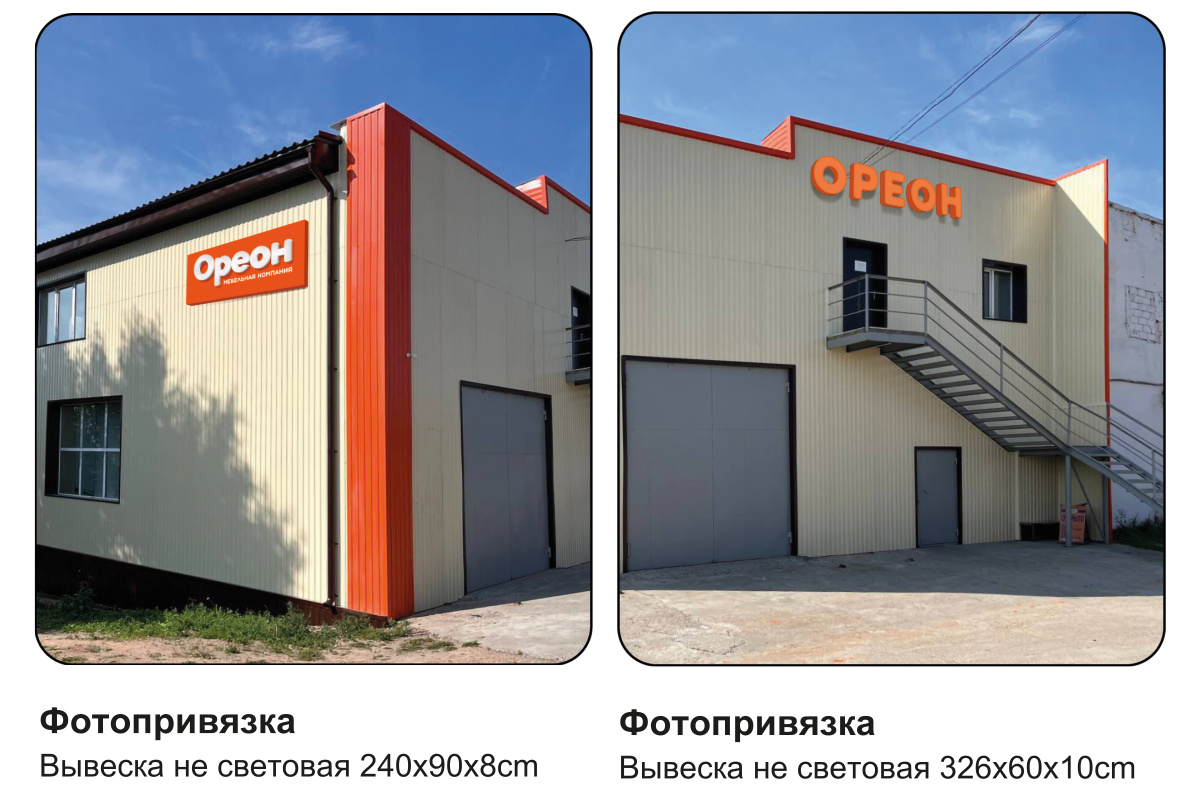 Ореон
МЕБЕЛЬНАЯ КОМПАНИЯ
ОРЕОН
Фотопривязка
Вывеска не световая 240x90x8cm
Фотопривязка
Вывеска не световая 326x60x10cm